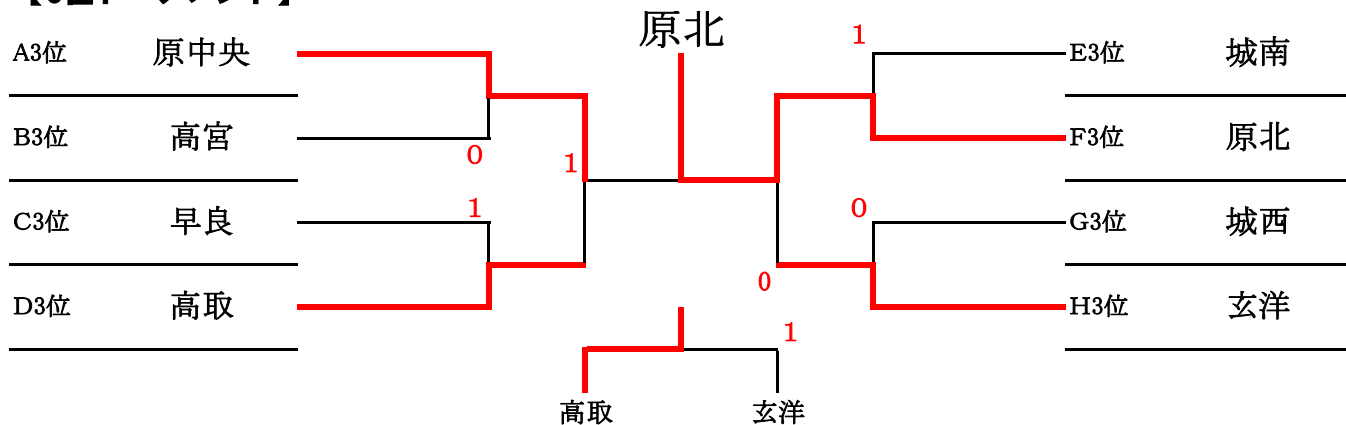 原北
1
A3位 原中央
E3位 城南
B3位 高宮
F3位 原北
0
1
C3位 早良
1
0
G3位 城西
D3位 高取
0
H3位 玄洋
1
高取 玄洋